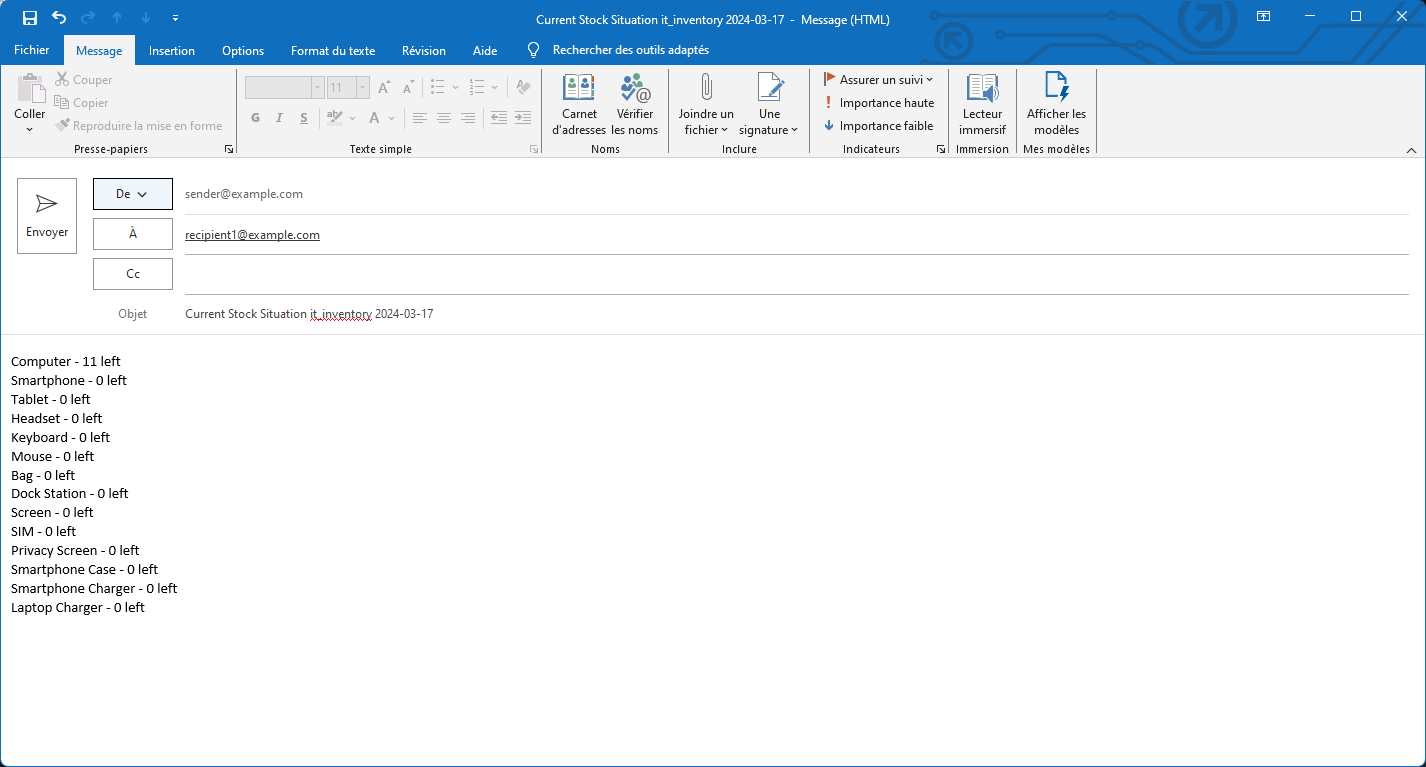 Current Stock Situation it_inventory 2024-03-17 - Message (HTML)
Fichier Message Insertion Options Format du texte Révision Aide Rechercher des outils adaptés
Coller
Couper
Copier
Reproduire la mise en forme
Presse-papiers
11
G I S
ab A
Texte simple
Carnet d'adresses
Vérifier les noms
Noms
Joindre un fichier
Une signature
Inclure
Assurer un suivi
Importance haute
Importance faible
Indicateurs
Lecteur immersif
Immersion
Afficher les modèles
Mes modèles
Envoyer
De sender@example.com
À recipient1@example.com
Cc
Objet Current Stock Situation it_inventory 2024-03-17
Computer - 11 left
Smartphone - 0 left
Tablet - 0 left
Headset - 0 left
Keyboard - 0 left
Mouse - 0 left
Bag - 0 left
Dock Station - 0 left
Screen - 0 left
SIM - 0 left
Privacy Screen - 0 left
Smartphone Case - 0 left
Smartphone Charger - 0 left
Laptop Charger - 0 left